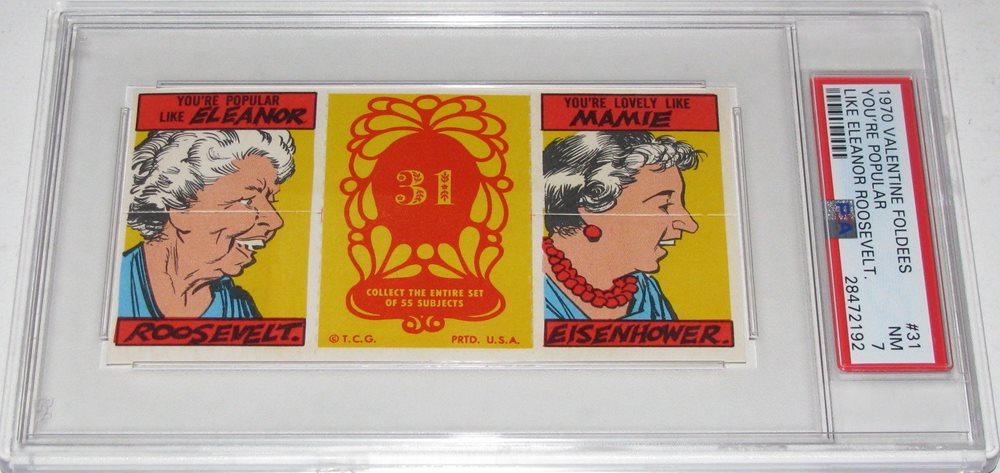 YOU'RE POPULAR
LIKE ELEANOR
ROOSEVELT.
31
COLLECT THE ENTIRE SET
OF 55 SUBJECTS
© T.C.G. PRTD. U.S.A.
YOU'RE LOVELY LIKE
MAMIE
EISENHOWER.
1970 VALENTINE FOLDEES #31
YOU'RE POPULAR NM
LIKE ELEANOR ROOSEVELT. 7
28472192